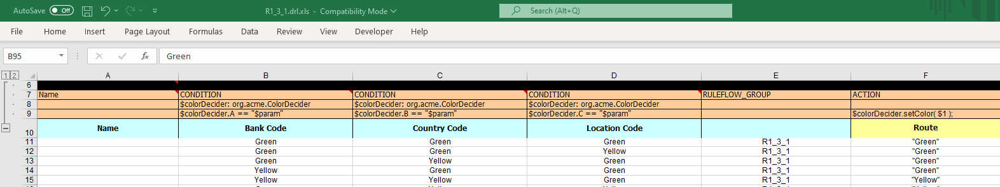 AutoSave Off R1_3_1.drl.xls - Compatibility Mode Search (Alt+Q)
File Home Insert Page Layout Formulas Data Review View Developer Help
B95 fx Green
1 2 A B C D E F
6
7 Name CONDITION CONDITION CONDITION RULEFLOW_GROUP ACTION
8 $colorDecider: org.acme.ColorDecider $colorDecider: org.acme.ColorDecider $colorDecider: org.acme.ColorDecider
9 $colorDecider.A == "$param" $colorDecider.B == "$param" $colorDecider.C == "$param" $colorDecider.setColor( $1 );
10 Name Bank Code Country Code Location Code Route
11 Green Green Green R1_3_1 "Green"
12 Green Green Yellow R1_3_1 "Green"
13 Green Yellow Green R1_3_1 "Green"
14 Yellow Green Green R1_3_1 "Green"
15 Yellow Yellow Green R1_3_1 "Yellow"